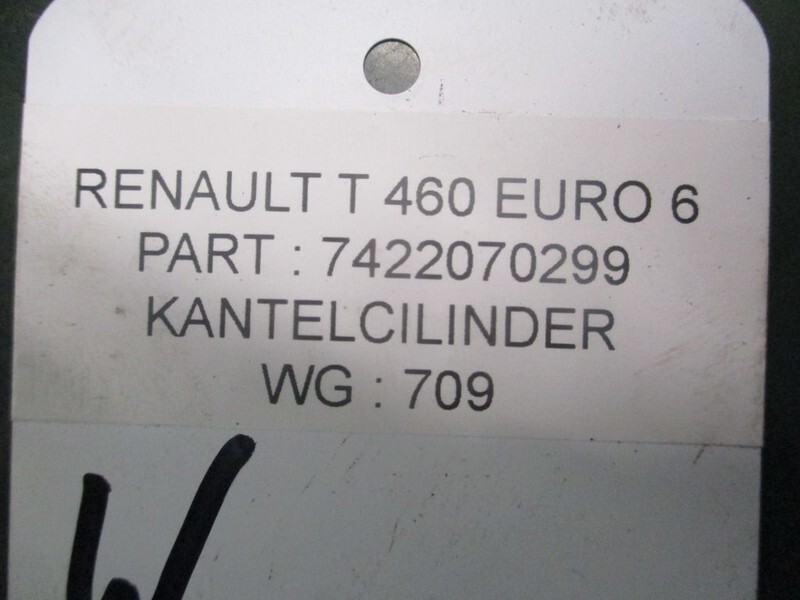 RENAULT T 460 EURO 6
PART : 7422070299
KANTELCILINDER
WG : 709
W